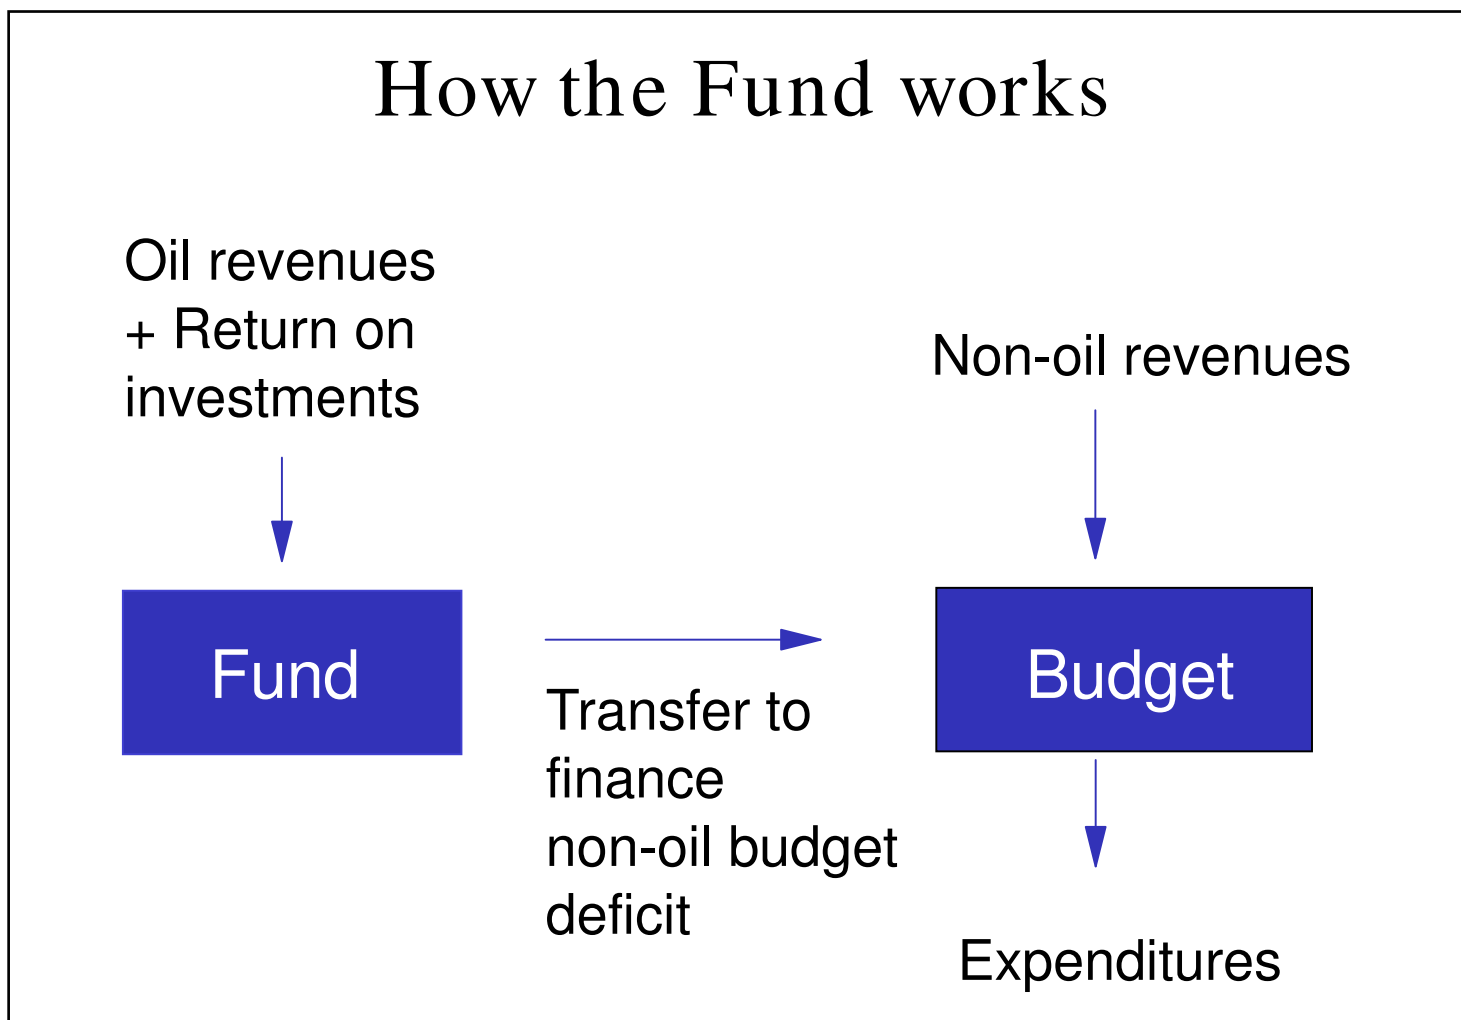 How the Fund works
Oil revenues
+ Return on
investments
Non-oil revenues
Fund
Budget
Transfer to
finance
non-oil budget
deficit
Expenditures